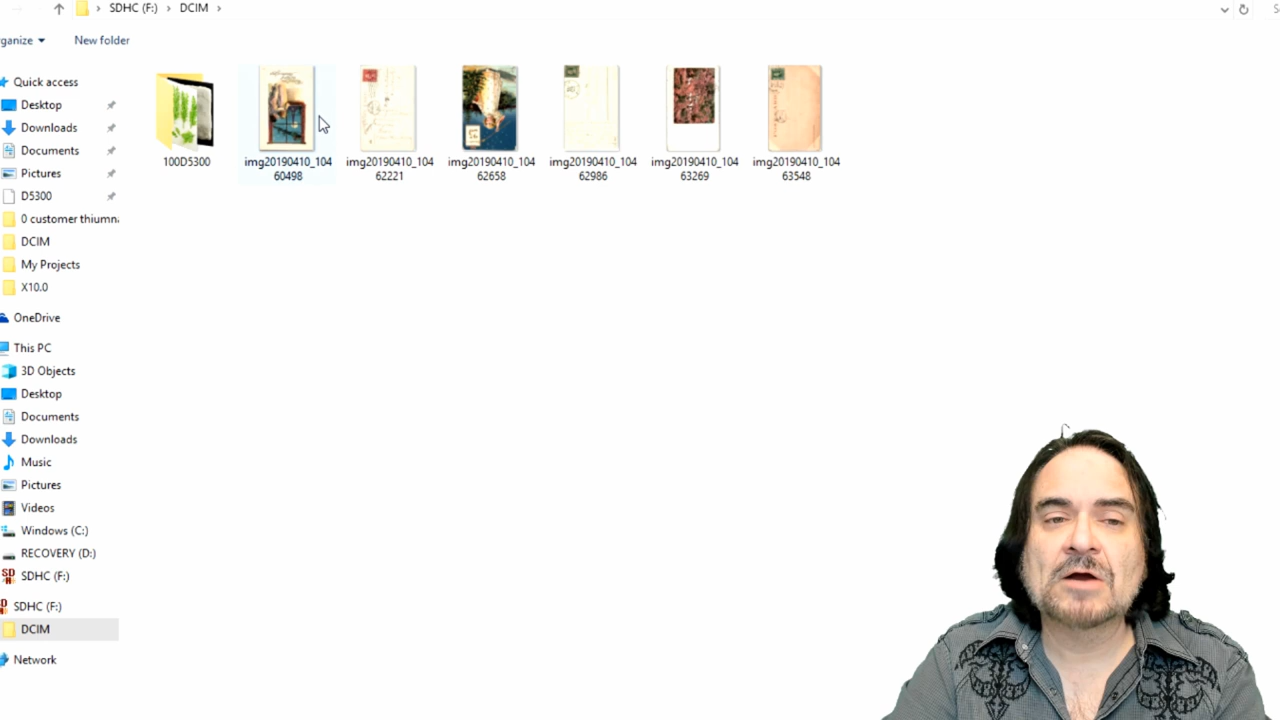 SDHC (F:) > DCIM >
ganize
New folder
Quick access
Desktop
Downloads
Documents
Pictures
D5300
0 customer thiumn
DCIM
My Projects
X10.0
OneDrive
This PC
3D Objects
Desktop
Documents
Downloads
Music
Pictures
Videos
Windows (C:)
RECOVERY (D:)
SDHC (F:)
SDHC (F:)
DCIM
Network
100D5300
img20190410_104
60498
img20190410_104
62221
img20190410_104
62658
img20190410_104
62986
img20190410_104
63269
img20190410_104
63548